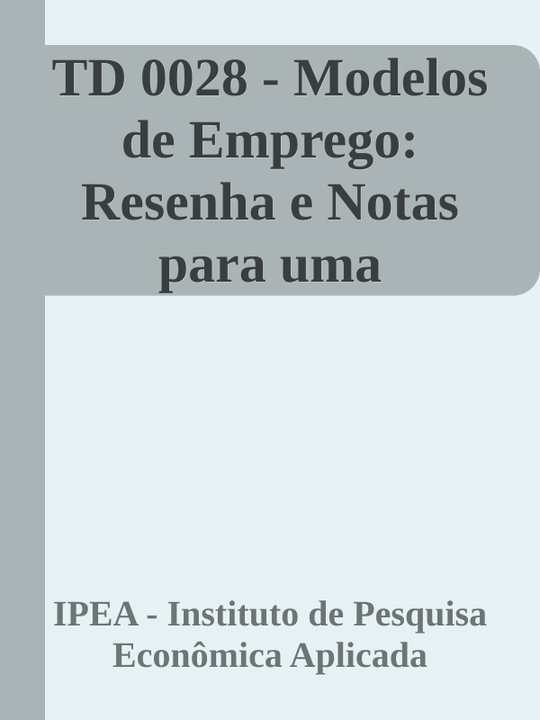 TD 0028 - Modelos
de Emprego:
Resenha e Notas
para uma
IPEA - Instituto de Pesquisa
Econômica Aplicada